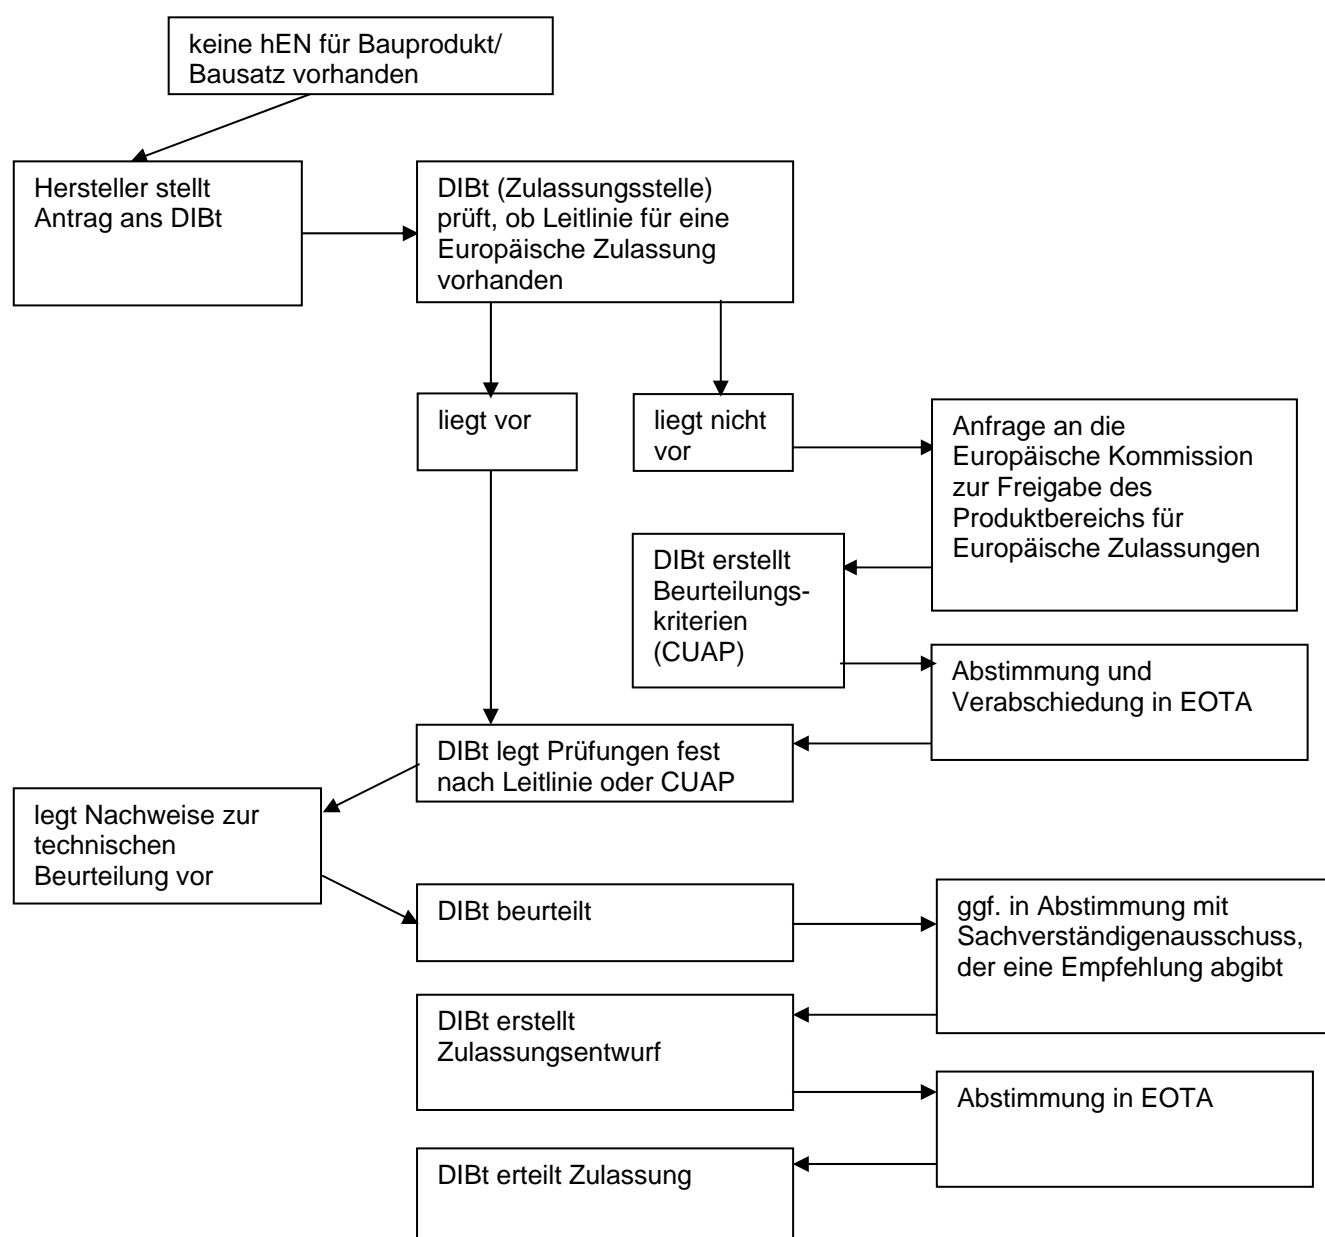 keine hEN für Bauprodukt/
Bausatz vorhanden
Hersteller stellt
Antrag ans DIBt
DIBt (Zulassungsstelle)
prüft, ob Leitlinie für eine
Europäische Zulassung
vorhanden
liegt vor
liegt nicht
vor
Anfrage an die
Europäische Kommission
zur Freigabe des
Produktbereichs für
Europäische Zulassungen
DIBt erstellt
Beurteilungs-
kriterien
(CUAP)
Abstimmung und
Verabschiedung in EOTA
DIBt legt Prüfungen fest
nach Leitlinie oder CUAP
legt Nachweise zur
technischen
Beurteilung vor
DIBt beurteilt
ggf. in Abstimmung mit
Sachverständigenausschuss,
der eine Empfehlung abgibt
DIBt erstellt
Zulassungsentwurf
Abstimmung in EOTA
DIBt erteilt Zulassung